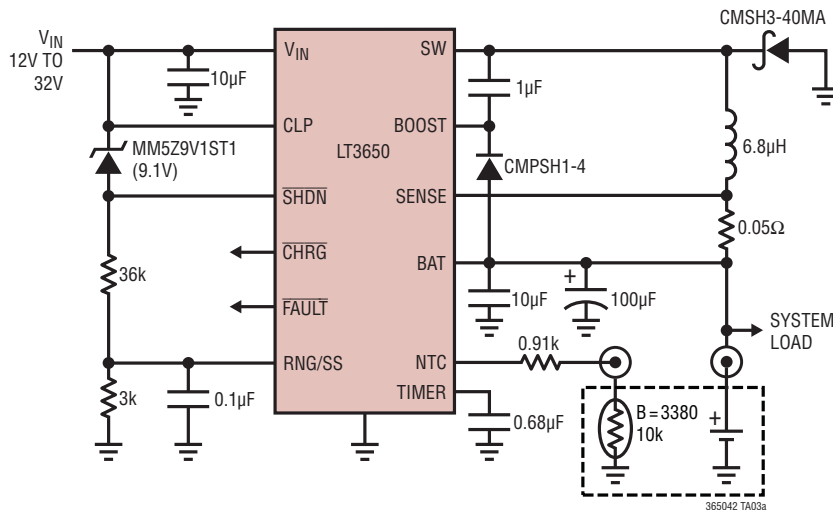 CMSH3-40MA
VIN
12V TO
32V
VIN
SW
10µF
1µF
CLP
BOOST
MM5Z9V1ST1
(9.1V)
LT3650
CMPSH1-4
6.8µH
SHDN
SENSE
0.05Ω
36k
CHRG
BAT
FAULT
10µF
+
100µF
SYSTEM
LOAD
0.91k
RNG/SS
NTC
3k
0.1µF
TIMER
0.68µF
B = 3380
10k
+
365042 TA03a